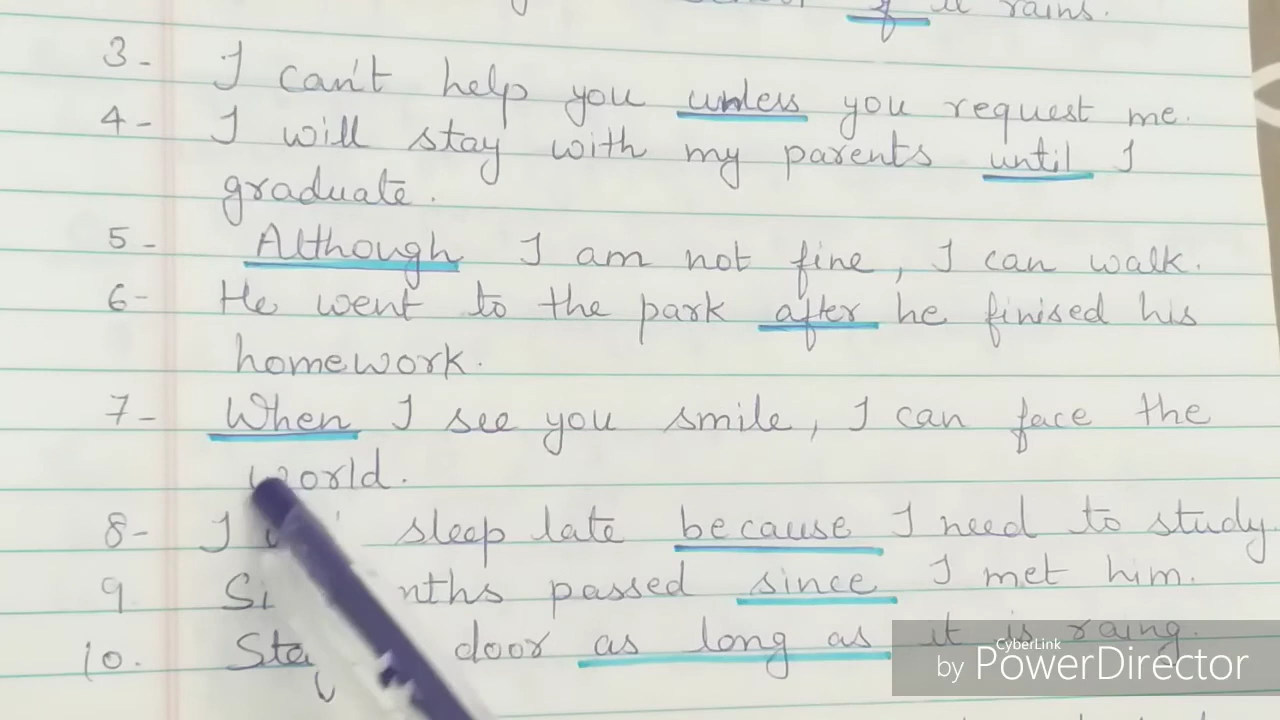 it rains.
3- I can't help you unless you request me.
4- I will stay with my parents until I
graduate.
5- Although I am not fine, I can walk.
6- He went to the park after he finised his
homework.
7- When I see you smile, I can face the
world.
8- I sleep late because I need to study
9 passed since I met him.
10. door as long as it is raing.
CyberLink
by PowerDirector